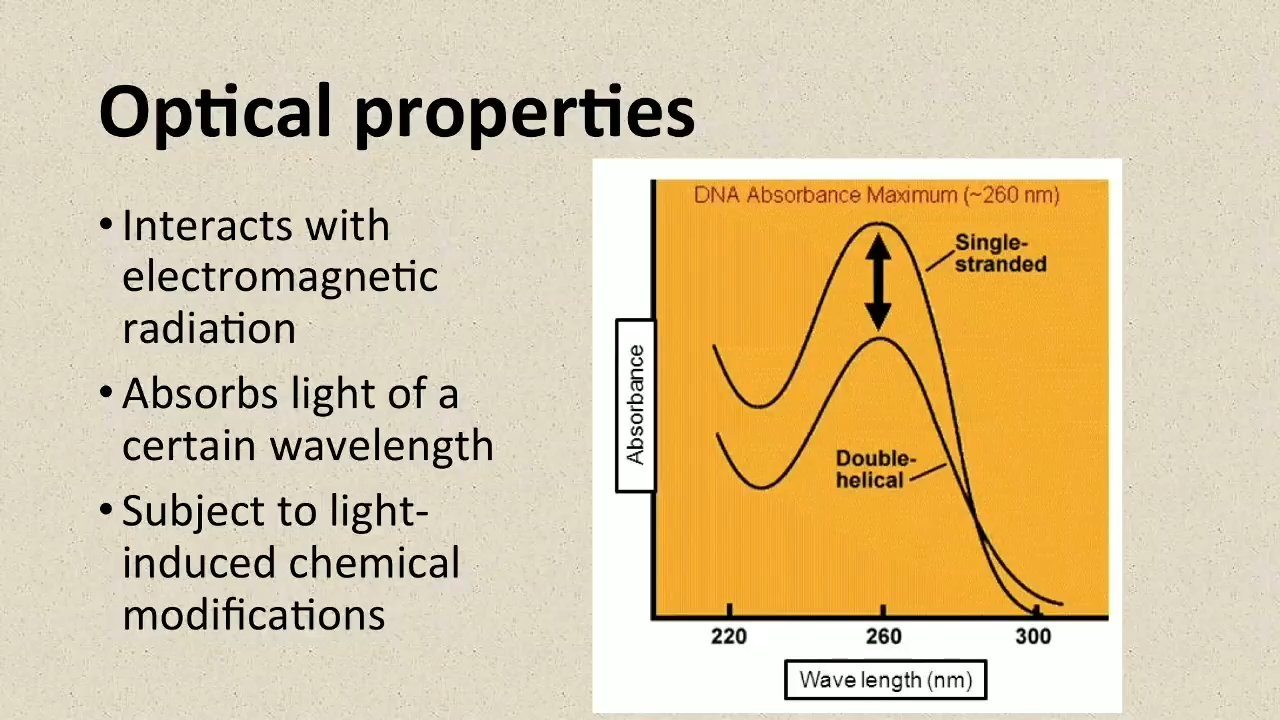 Optical properties
• Interacts with
electromagnetic
radiation
• Absorbs light of a
certain wavelength
• Subject to light-
induced chemical
modifications
DNA Absorbance Maximum (~260 nm)
Single-
stranded
Absorbance
Double-
helical
220 260 300
Wave length (nm)